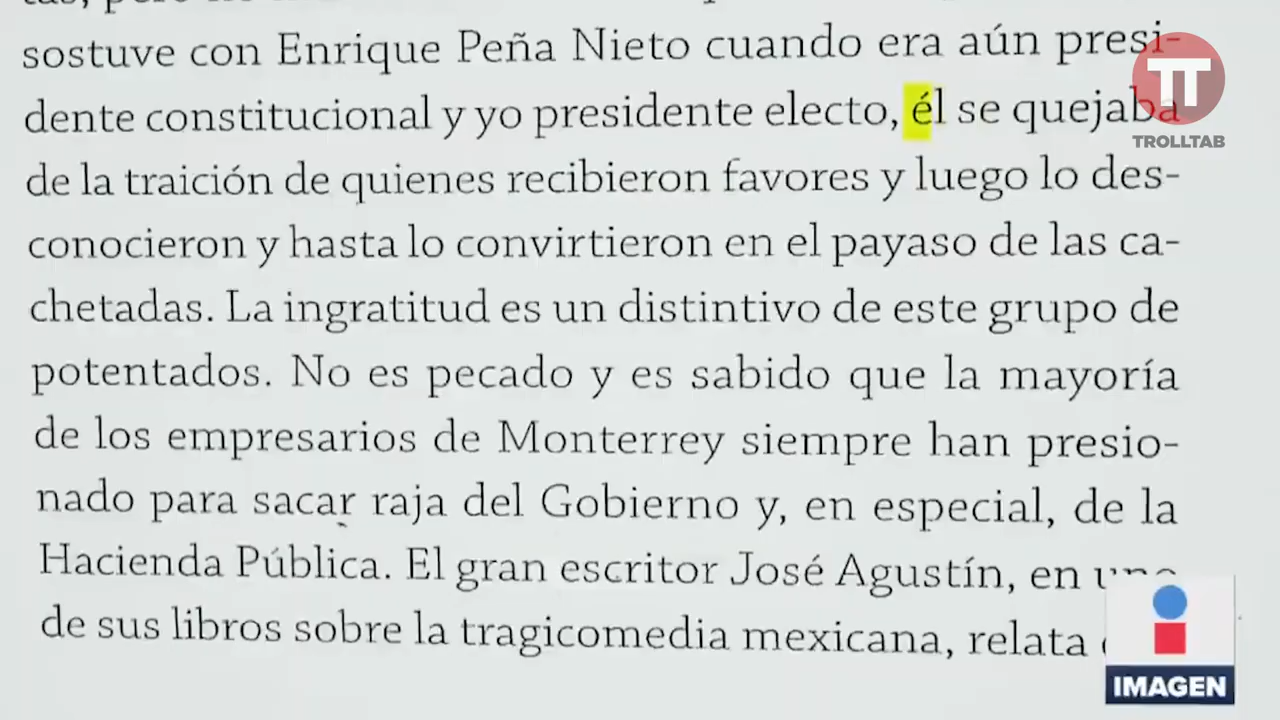 sostuve con Enrique Peña Nieto cuando era aún presi-
dente constitucional y yo presidente electo, él se quejaba
de la traición de quienes recibieron favores y luego lo des-
conocieron y hasta lo convirtieron en el payaso de las ca-
chetadas. La ingratitud es un distintivo de este grupo de
potentados. No es pecado y es sabido que la mayoría
de los empresarios de Monterrey siempre han presio-
nado para sacar raja del Gobierno y, en especial, de la
Hacienda Pública. El gran escritor José Agustín, en
de sus libros sobre la tragicomedia mexicana, relata
TT
TROLLTAB
IMAGEN